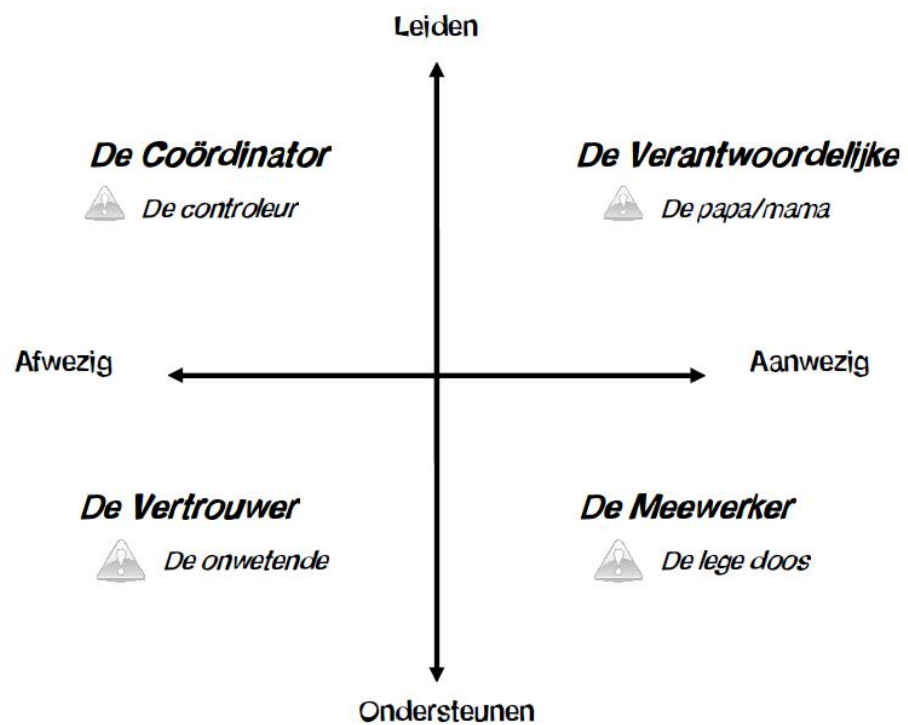 Leiden
De Coördinator
De Verantwoordelijke
De controleur
De papa/mama
Afwezig
Aanwezig
De Vertrouwer
De Meewerker
De onwetende
De lege doos
Ondersteunen